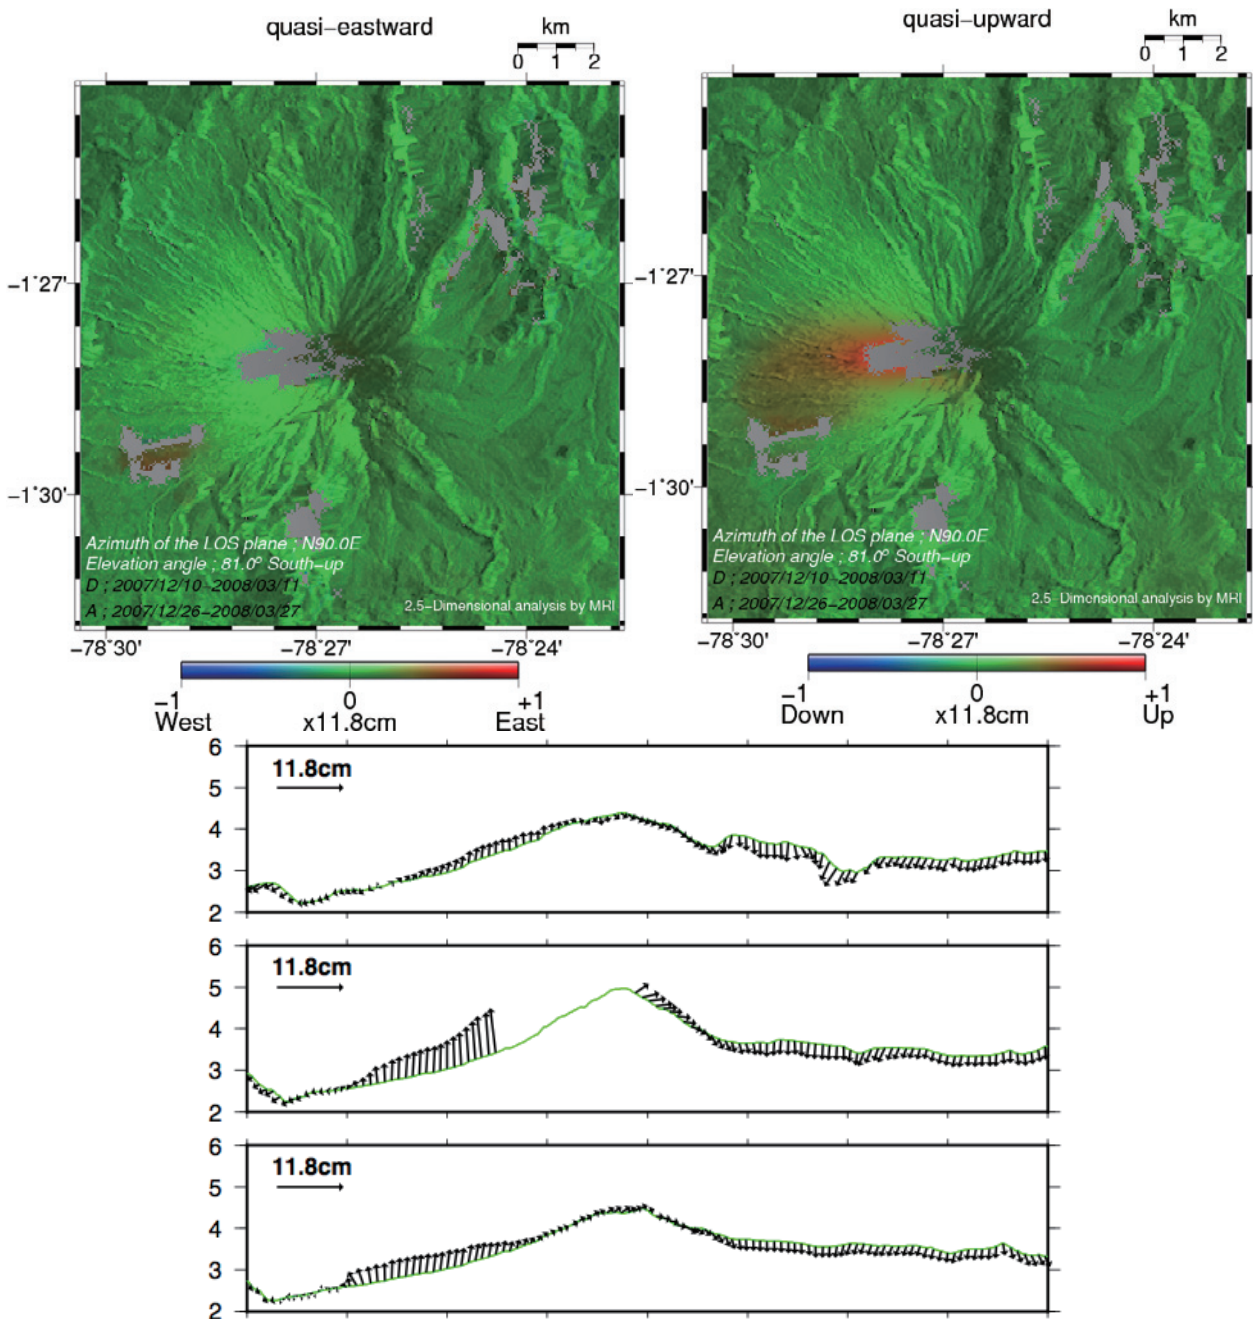 quasi-eastward
km
0 1 2
quasi-upward
km
0 1 2
-1°27'
-1°30'
Azimuth of the LOS plane ; N90.0E
Elevation angle ; 81.0° South-up
D ; 2007/12/10-2008/03/11
A ; 2007/12/26-2008/03/27
2.5-Dimensional analysis by MRI
-78°30' -78°27' -78°24'
-1 0 +1
West x11.8cm East
-1°27'
-1°30'
Azimuth of the LOS plane ; N90.0E
Elevation angle ; 81.0° South-up
D ; 2007/12/10-2008/03/11
A ; 2007/12/26-2008/03/27
2.5-Dimensional analysis by MRI
-78°30' -78°27' -78°24'
-1 0 +1
Down x11.8cm Up
6
11.8cm
5
4
3
2
6
11.8cm
5
4
3
2
6
11.8cm
5
4
3
2